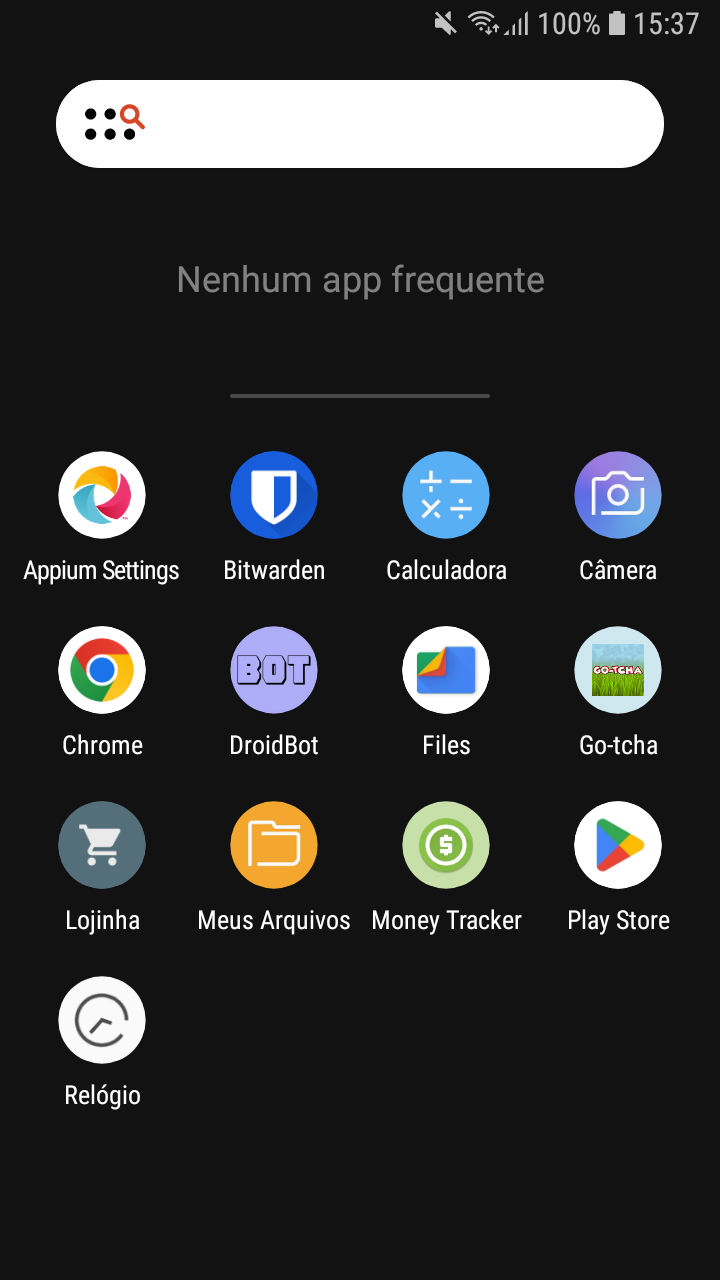 100% 15:37
Nenhum app frequente
Appium Settings Bitwarden Calculadora Câmera
BOT GO-TCHA
Chrome DroidBot Files Go-tcha
Lojinha Meus Arquivos Money Tracker Play Store
Relógio